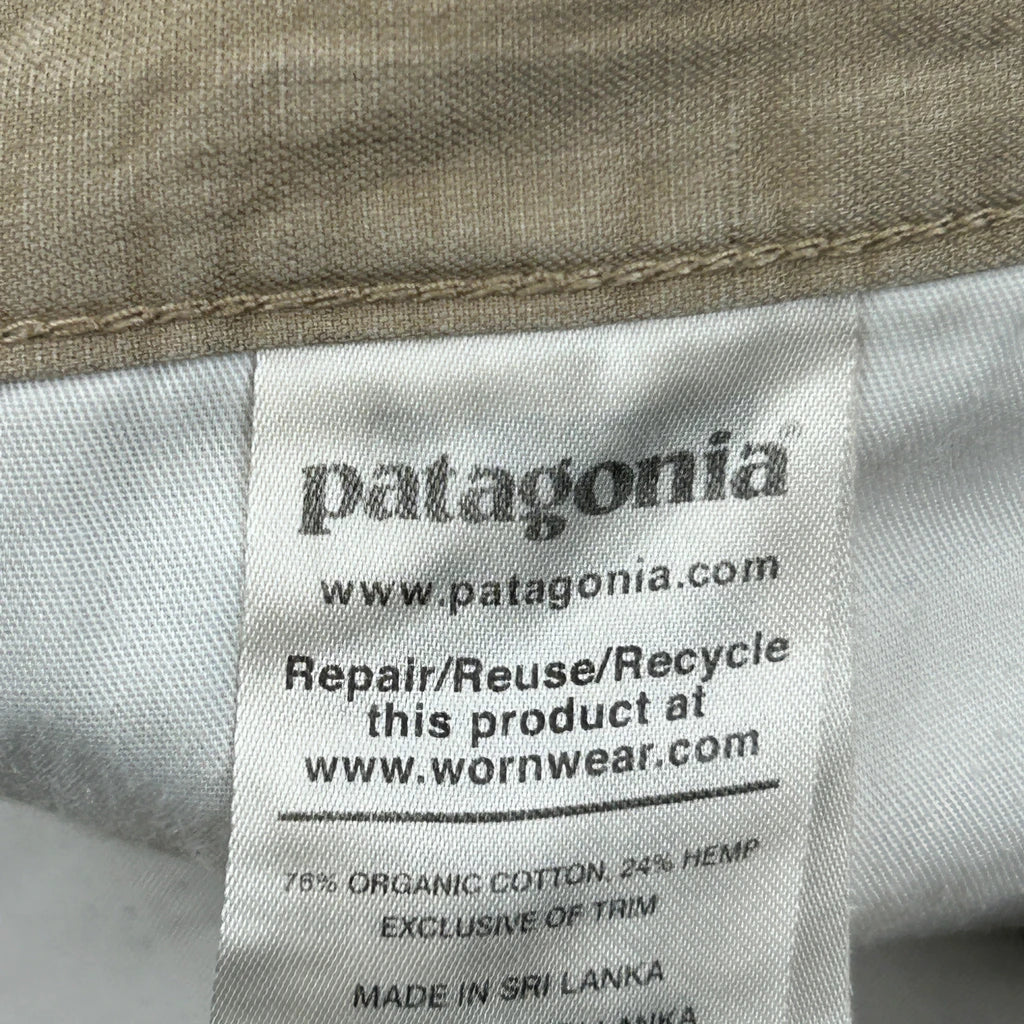 patagonia®
www.patagonia.com
Repair/Reuse/Recycle
this product at
www.wornwear.com
76% ORGANIC COTTON, 24% HEMP
EXCLUSIVE OF TRIM
MADE IN SRI LANKA
LANKA